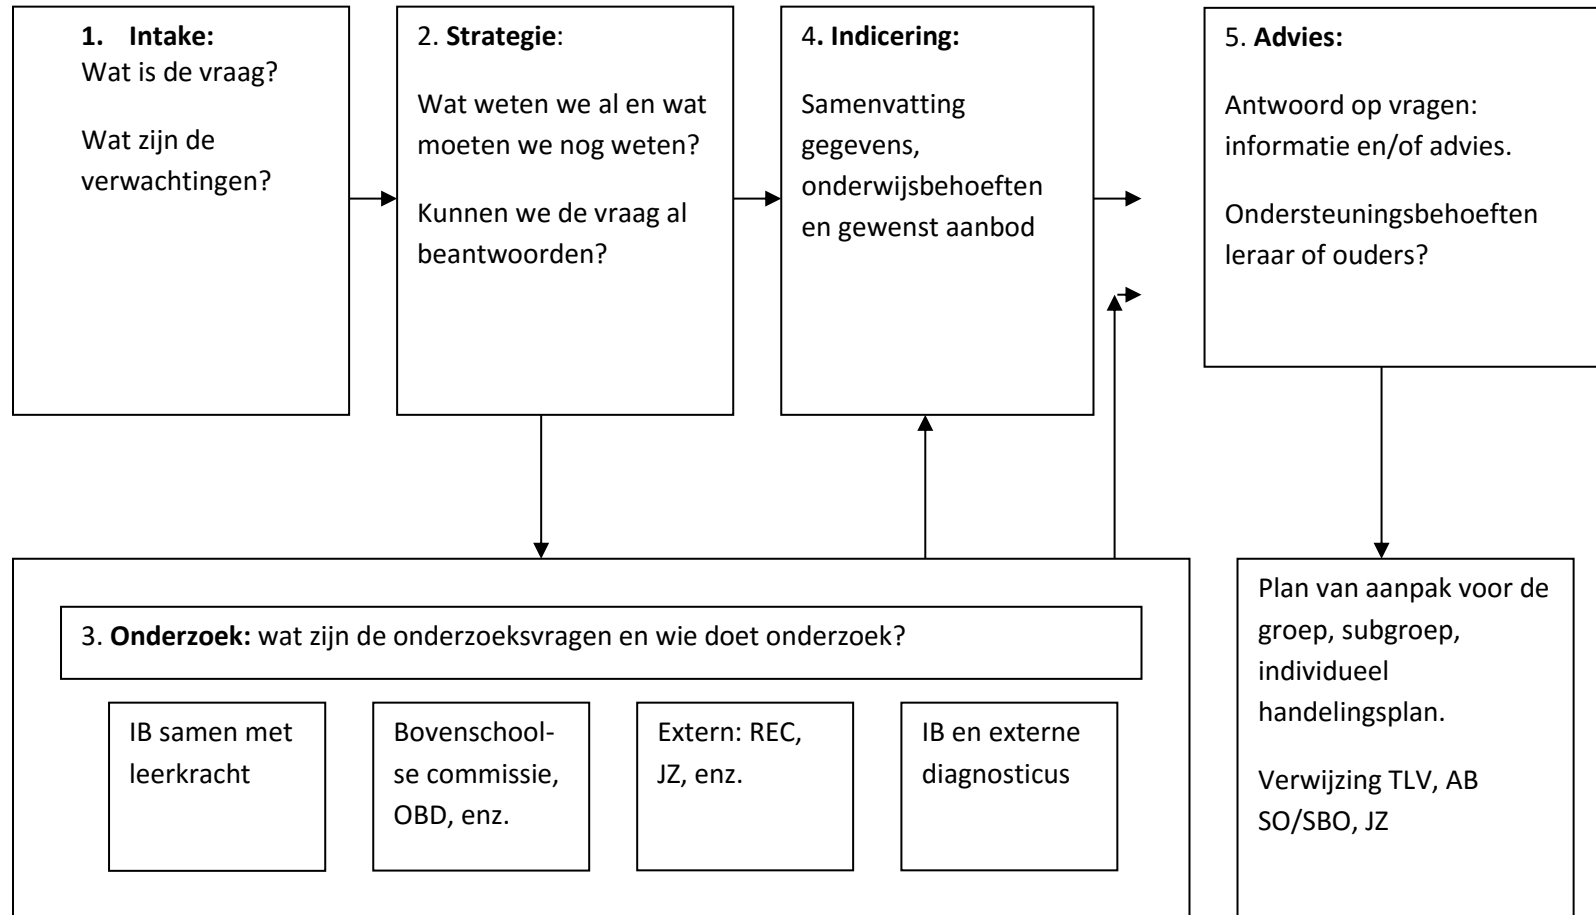 1. Intake:
Wat is de vraag?
Wat zijn de
verwachtingen?
2. Strategie:
Wat weten we al en wat
moeten we nog weten?
Kunnen we de vraag al
beantwoorden?
4. Indicering:
Samenvatting
gegevens,
onderwijsbehoeften
en gewenst aanbod
5. Advies:
Antwoord op vragen:
informatie en/of advies.
Ondersteuningsbehoeften
leraar of ouders?
3. Onderzoek: wat zijn de onderzoeksvragen en wie doet onderzoek?
IB samen met
leerkracht
Bovenschool-
se commissie,
OBD, enz.
Extern: REC,
JZ, enz.
IB en externe
diagnosticus
Plan van aanpak voor de
groep, subgroep,
individueel
handelingsplan.
Verwijzing TLV, AB
SO/SBO, JZ